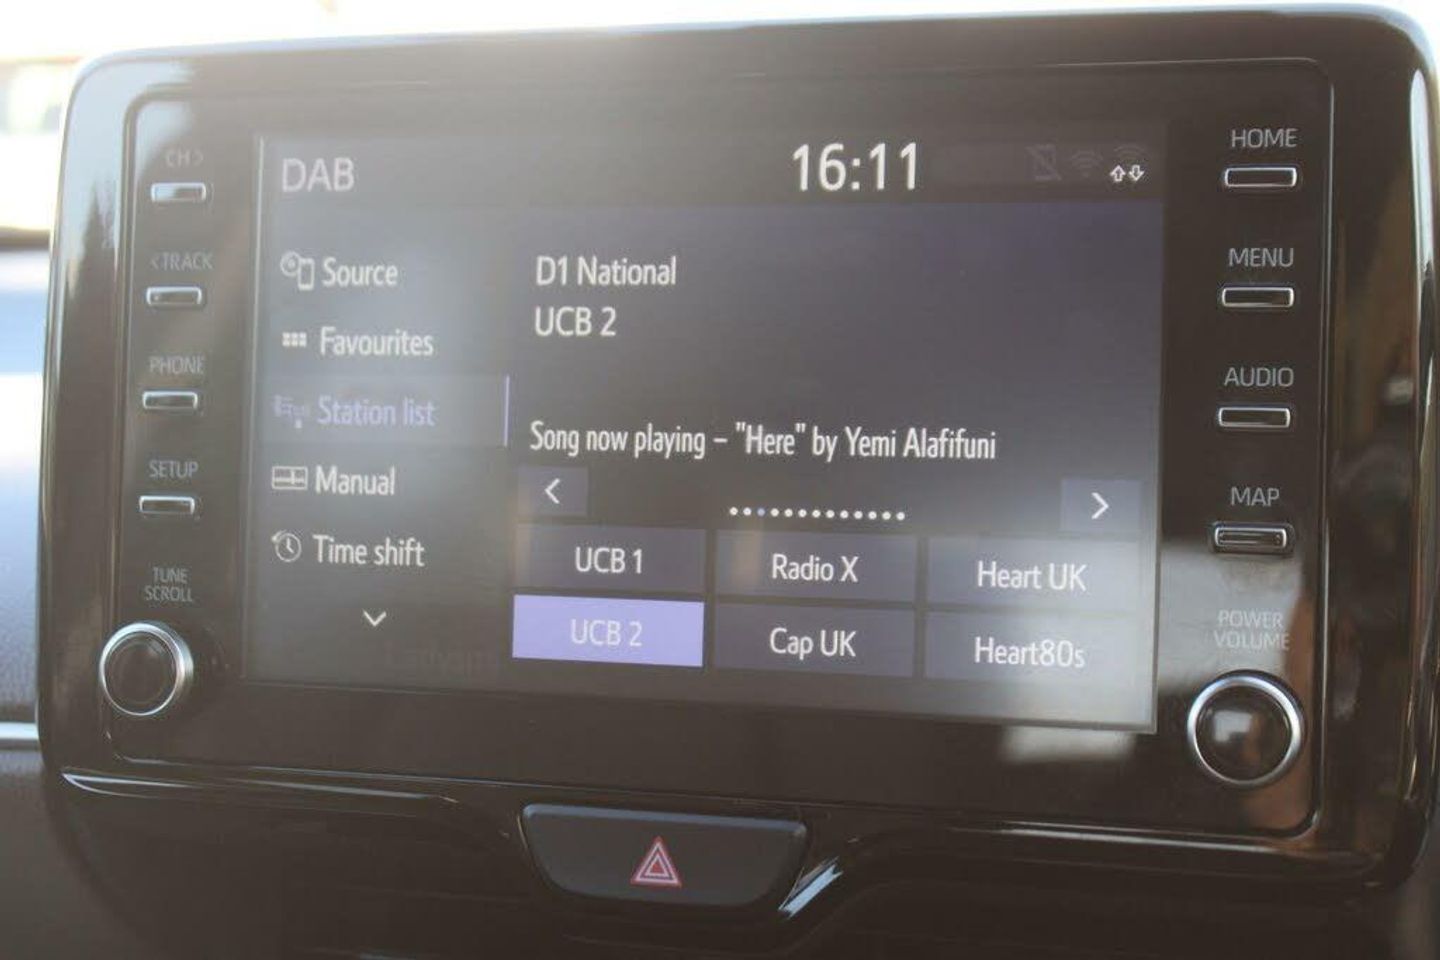 DAB
16:11
CH >
< TRACK
PHONE
SETUP
TUNE
SCROLL
Source
Favourites
Station list
Manual
Time shift
D1 National
UCB 2
Song now playing – "Here" by Yemi Alafifuni
UCB 1
Radio X
Heart UK
UCB 2
Cap UK
Heart80s
HOME
MENU
AUDIO
MAP
POWER
VOLUME